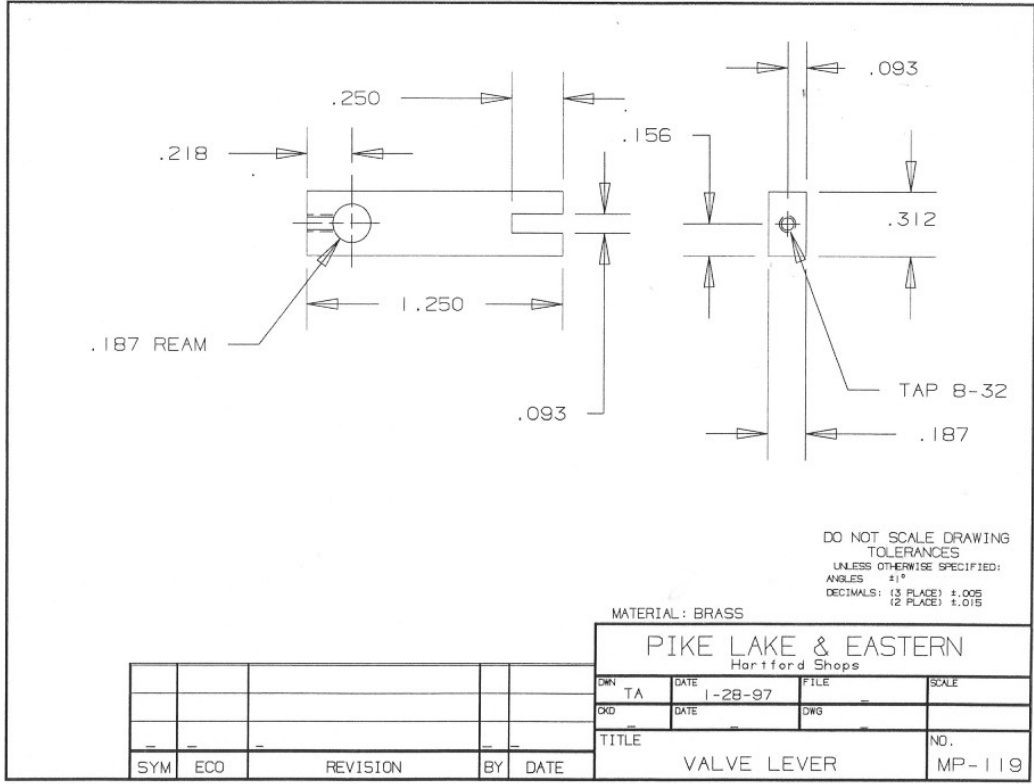 .093
.250
.156
.218
.312
1.250
.187 REAM
TAP 8-32
.093
.187
DO NOT SCALE DRAWING
TOLERANCES
UNLESS OTHERWISE SPECIFIED:
ANGLES ±1°
DECIMALS: (3 PLACE) ±.005
(2 PLACE) ±.015
MATERIAL: BRASS
PIKE LAKE & EASTERN
Hartford Shops
DWN TA DATE 1-28-97 FILE _ SCALE
CKD _ DATE _ DWG _
TITLE
VALVE LEVER
NO.
MP-119
_ _ _ _ _
SYM ECO REVISION BY DATE